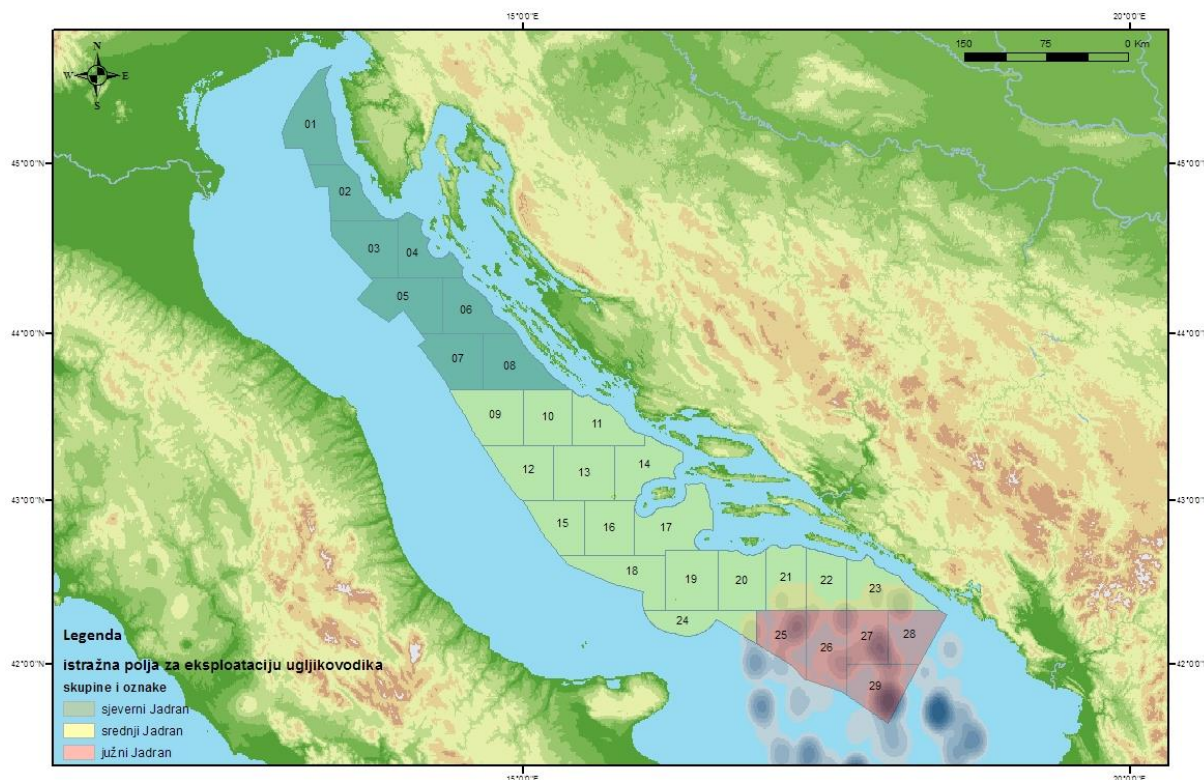 15°0'0"E
20°0'0"E
N
W
E
S
150
75
0 Km
45°0'0"N
45°0'0"N
44°0'0"N
44°0'0"N
43°0'0"N
43°0'0"N
42°0'0"N
42°0'0"N
01
02
03
04
05
06
07
08
09
10
11
12
13
14
15
16
17
18
19
20
21
22
23
24
25
26
27
28
29
Legenda
istražna polja za eksploataciju ugljikovodika
skupine i oznake
sjeverni Jadran
srednji Jadran
južni Jadran
15°0'0"E
20°0'0"E